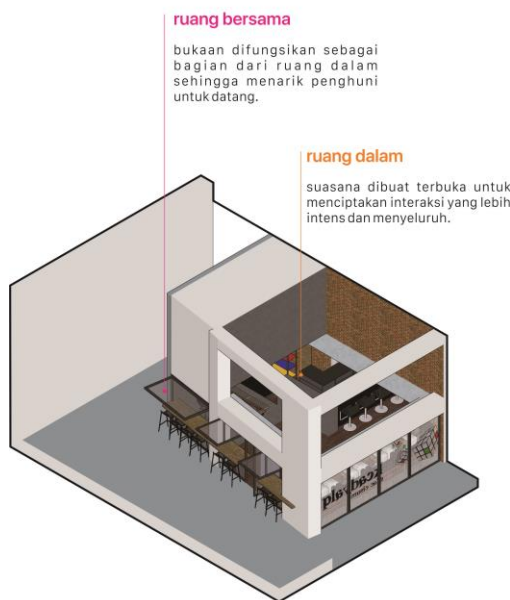 ruang bersama
bukaan difungsikan sebagai
bagian dari ruang dalam
sehingga menarik penghuni
untuk datang.
ruang dalam
suasana dibuat terbuka untuk
menciptakan interaksi yang lebih
intens dan menyeluruh.